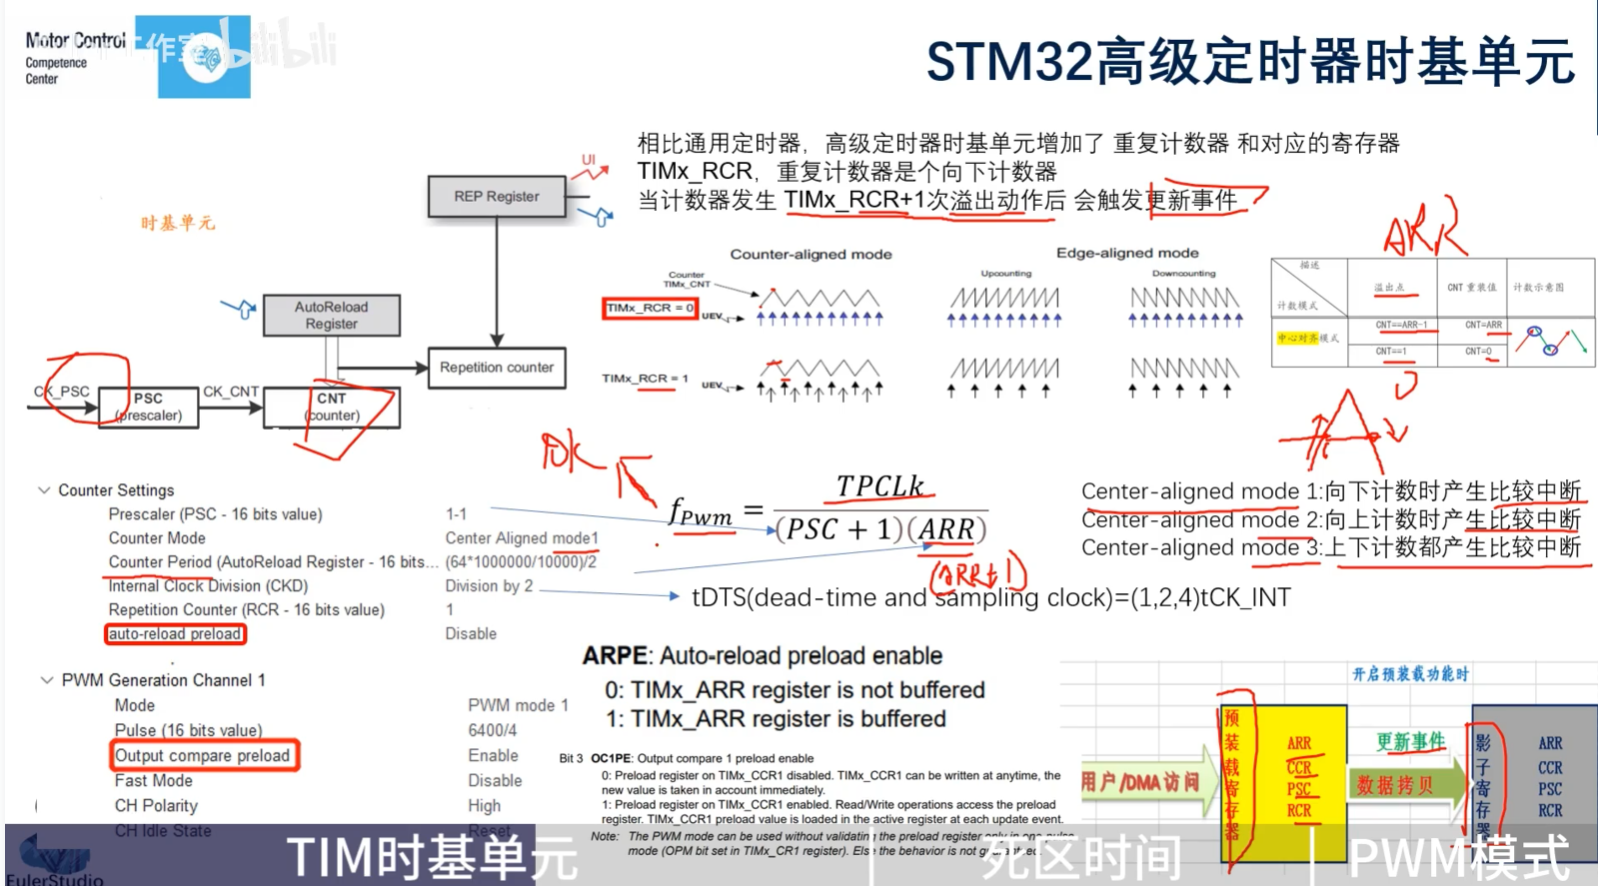 Motor Control
Competence
Center
工作室
bilibili
STM32高级定时器时基单元
相比通用定时器，高级定时器时基单元增加了 重复计数器 和对应的寄存器
TIMx_RCR，重复计数器是个向下计数器
当计数器发生 TIMx_RCR+1次溢出动作后 会触发更新事件
时基单元
UI
REP Register
AutoReload
Register
Repetition counter
CK_PSC
PSC
(prescaler)
CK_CNT
CNT
(counter)
Counter-aligned mode
Edge-aligned mode
Counter
TIMx_CNT
Upcounting
Downcounting
TIMx_RCR = 0
UEV
TIMx_RCR = 1
UEV
ARR
描述
计数模式
溢出点
CNT 重装值
计数示意图
中心对齐模式
CNT==ARR-1
CNT=ARR
CNT==1
CNT=0
0
10k
fPwm = TPCLk
(PSC + 1)(ARR)
(ARR+1)
Center-aligned mode 1:向下计数时产生比较中断
Center-aligned mode 2:向上计数时产生比较中断
Center-aligned mode 3:上下计数都产生比较中断
Counter Settings
Prescaler (PSC - 16 bits value) 1-1
Counter Mode Center Aligned mode1
Counter Period (AutoReload Register - 16 bits... (64*1000000/10000)/2
Internal Clock Division (CKD) Division by 2
Repetition Counter (RCR - 16 bits value) 1
auto-reload preload Disable
tDTS(dead-time and sampling clock)=(1,2,4)tCK_INT
PWM Generation Channel 1
Mode PWM mode 1
Pulse (16 bits value) 6400/4
Output compare preload Enable
Fast Mode Disable
CH Polarity High
CH Idle State Reset
ARPE: Auto-reload preload enable
0: TIMx_ARR register is not buffered
1: TIMx_ARR register is buffered
Bit 3 OC1PE: Output compare 1 preload enable
0: Preload register on TIMx_CCR1 disabled. TIMx_CCR1 can be written at anytime, the
new value is taken in account immediately.
1: Preload register on TIMx_CCR1 enabled. Read/Write operations access the preload
register. TIMx_CCR1 preload value is loaded in the active register at each update event.
Note: The PWM mode can be used without validating the preload register only in one-pulse
mode (OPM bit set in TIMx_CR1 register). Else the behavior is not guaranteed.
开启预装载功能时
用户/DMA访问
预装载寄存器
ARR
CCR
PSC
RCR
更新事件
数据拷贝
影子寄存器
ARR
CCR
PSC
RCR
EulerStudio
TIM时基单元
死区时间
PWM模式